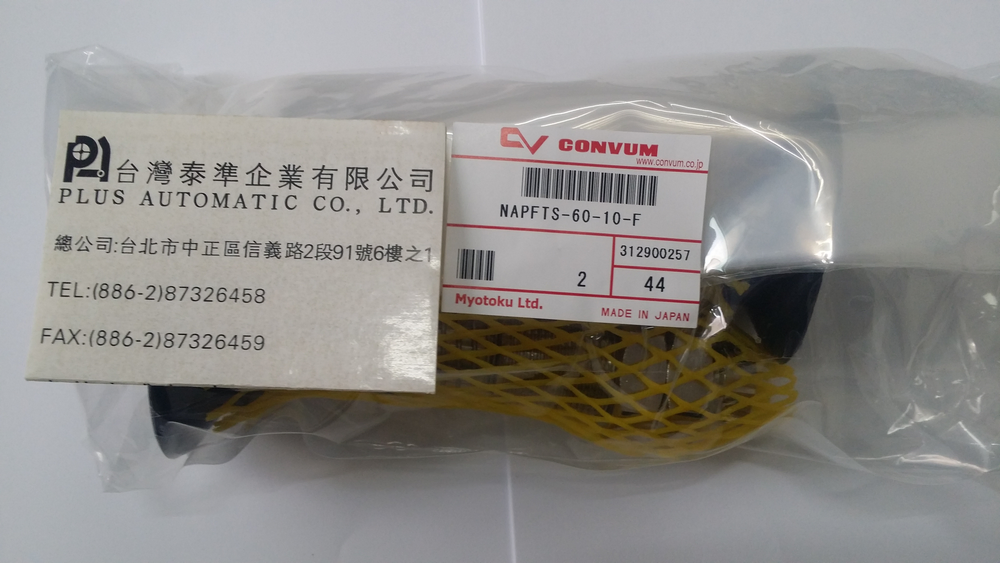 台灣泰準企業有限公司
PLUS AUTOMATIC CO., LTD.
總公司:台北市中正區信義路2段91號6樓之1
TEL:(886-2)87326458
FAX:(886-2)87326459
CV CONVUM
www.convum.co.jp
NAPFTS-60-10-F
2
312900257
44
Myotoku Ltd.
MADE IN JAPAN